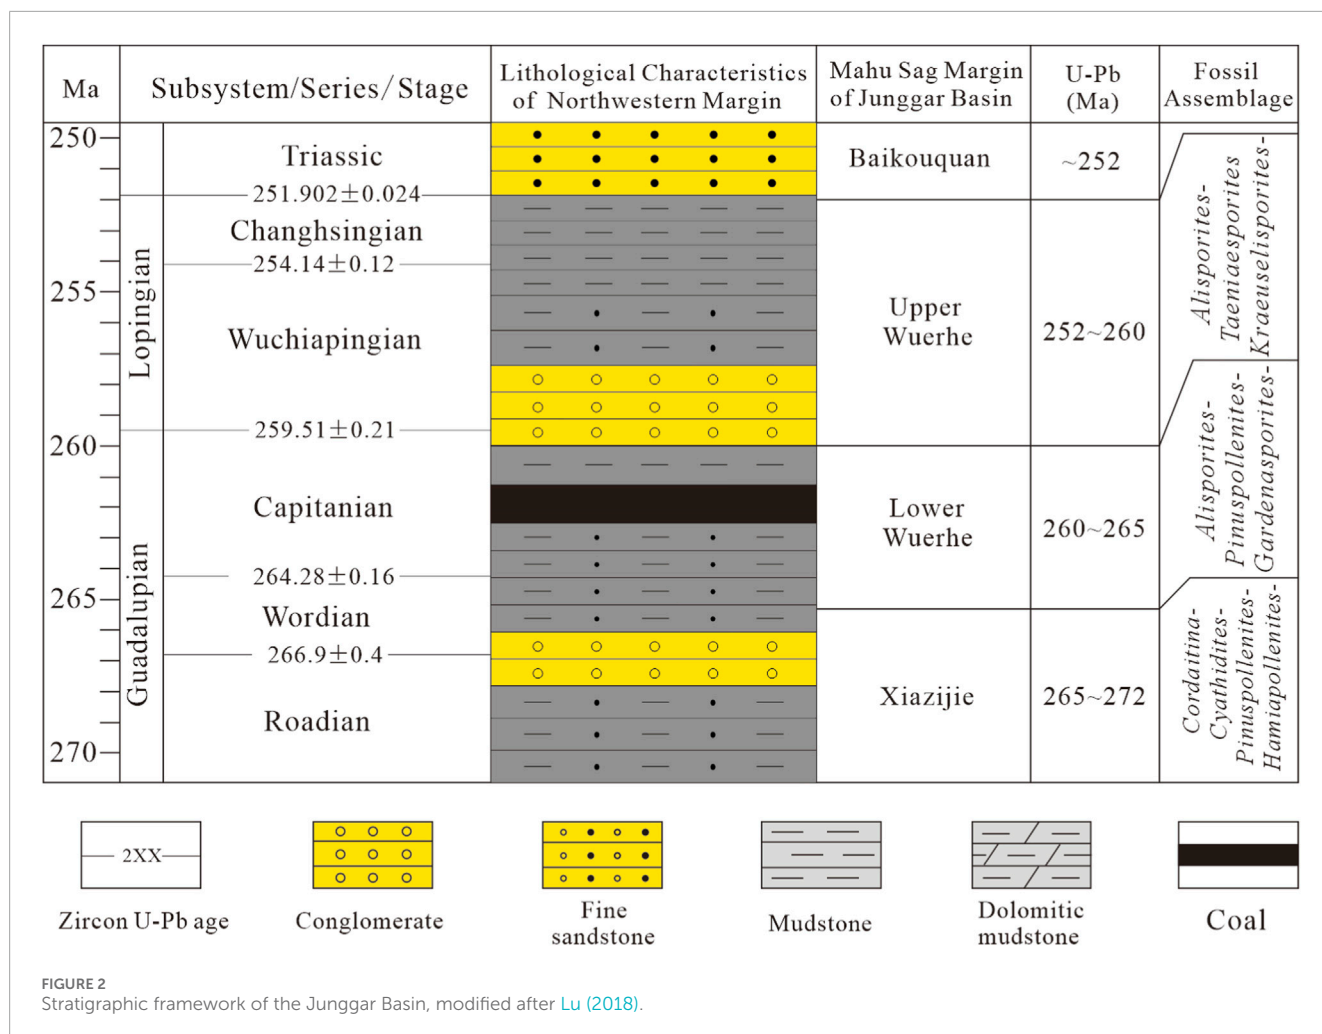 Ma
Subsystem/Series/Stage
Lithological Characteristics
of Northwestern Margin
Mahu Sag Margin
of Junggar Basin
U-Pb
(Ma)
Fossil
Assemblage
250
255
260
265
270
Lopingian
Guadalupian
Triassic
251.902±0.024
Changhsingian
254.14±0.12
Wuchiapingian
259.51±0.21
Capitanian
264.28±0.16
Wordian
266.9±0.4
Roadian
Baikouquan
Upper
Wuerhe
Lower
Wuerhe
Xiazijie
~252
252~260
260~265
265~272
Alisporites-
Taeniaesporites
Kraeuselisporites-
Alisporites-
Pinuspollenites-
Gardenasporites-
Cordaitina-
Cyathidites-
Pinuspollenites-
Hamiapollenites-
2XX
Zircon U-Pb age
Conglomerate
Fine
sandstone
Mudstone
Dolomitic
mudstone
Coal
FIGURE 2
Stratigraphic framework of the Junggar Basin, modified after Lu (2018).